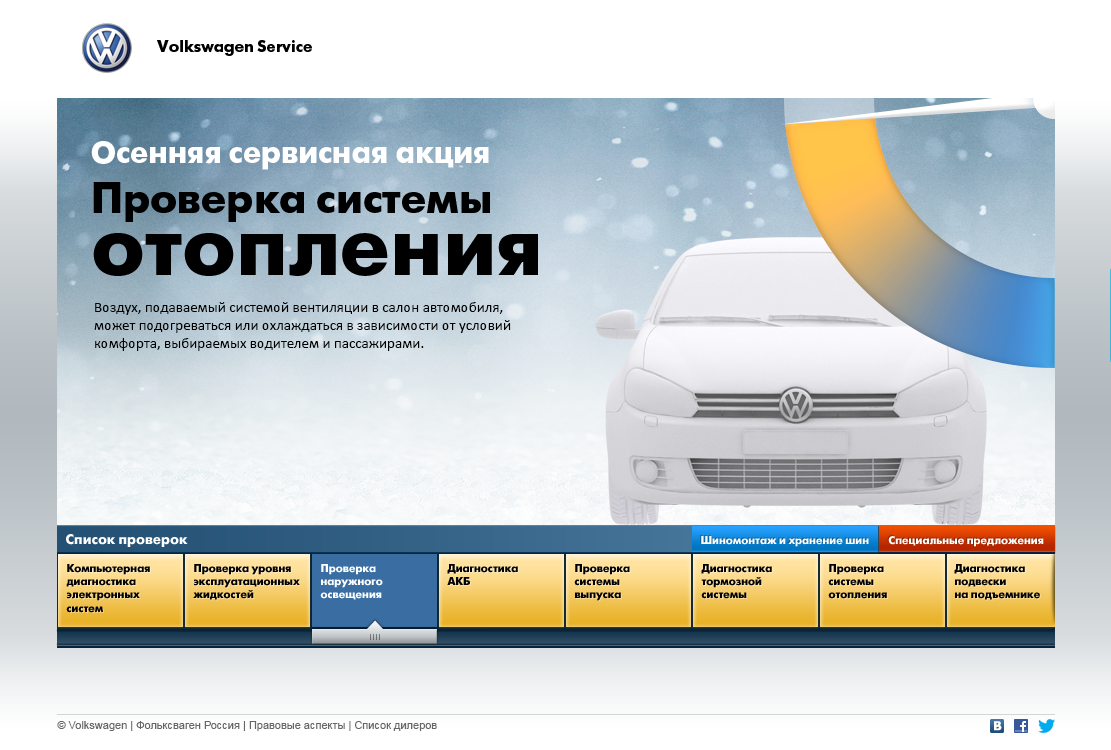 Volkswagen Service
Осенняя сервисная акция
Проверка системы
отопления
Воздух, подаваемый системой вентиляции в салон автомобиля,
может подогреваться или охлаждаться в зависимости от условий
комфорта, выбираемых водителем и пассажирами.
Список проверок
Шиномонтаж и хранение шин
Специальные предложения
Компьютерная
диагностика
электронных
систем
Проверка уровня
эксплуатационных
жидкостей
Проверка
наружного
освещения
Диагностика
АКБ
Проверка
системы
выпуска
Диагностика
тормозной
системы
Проверка
системы
отопления
Диагностика
подвески
на подъемнике
© Volkswagen | Фольксваген Россия | Правовые аспекты | Список дилеров